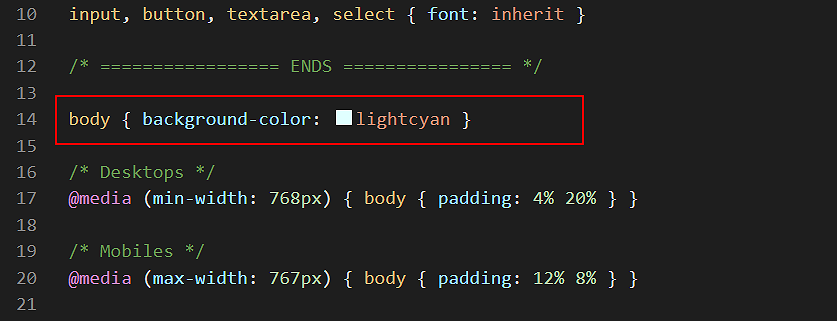 10 input, button, textarea, select { font: inherit }
11
12 /* ================= ENDS ================ */
13
14 body { background-color: lightcyan }
15
16 /* Desktops */
17 @media (min-width: 768px) { body { padding: 4% 20% } }
18
19 /* Mobiles */
20 @media (max-width: 767px) { body { padding: 12% 8% } }
21